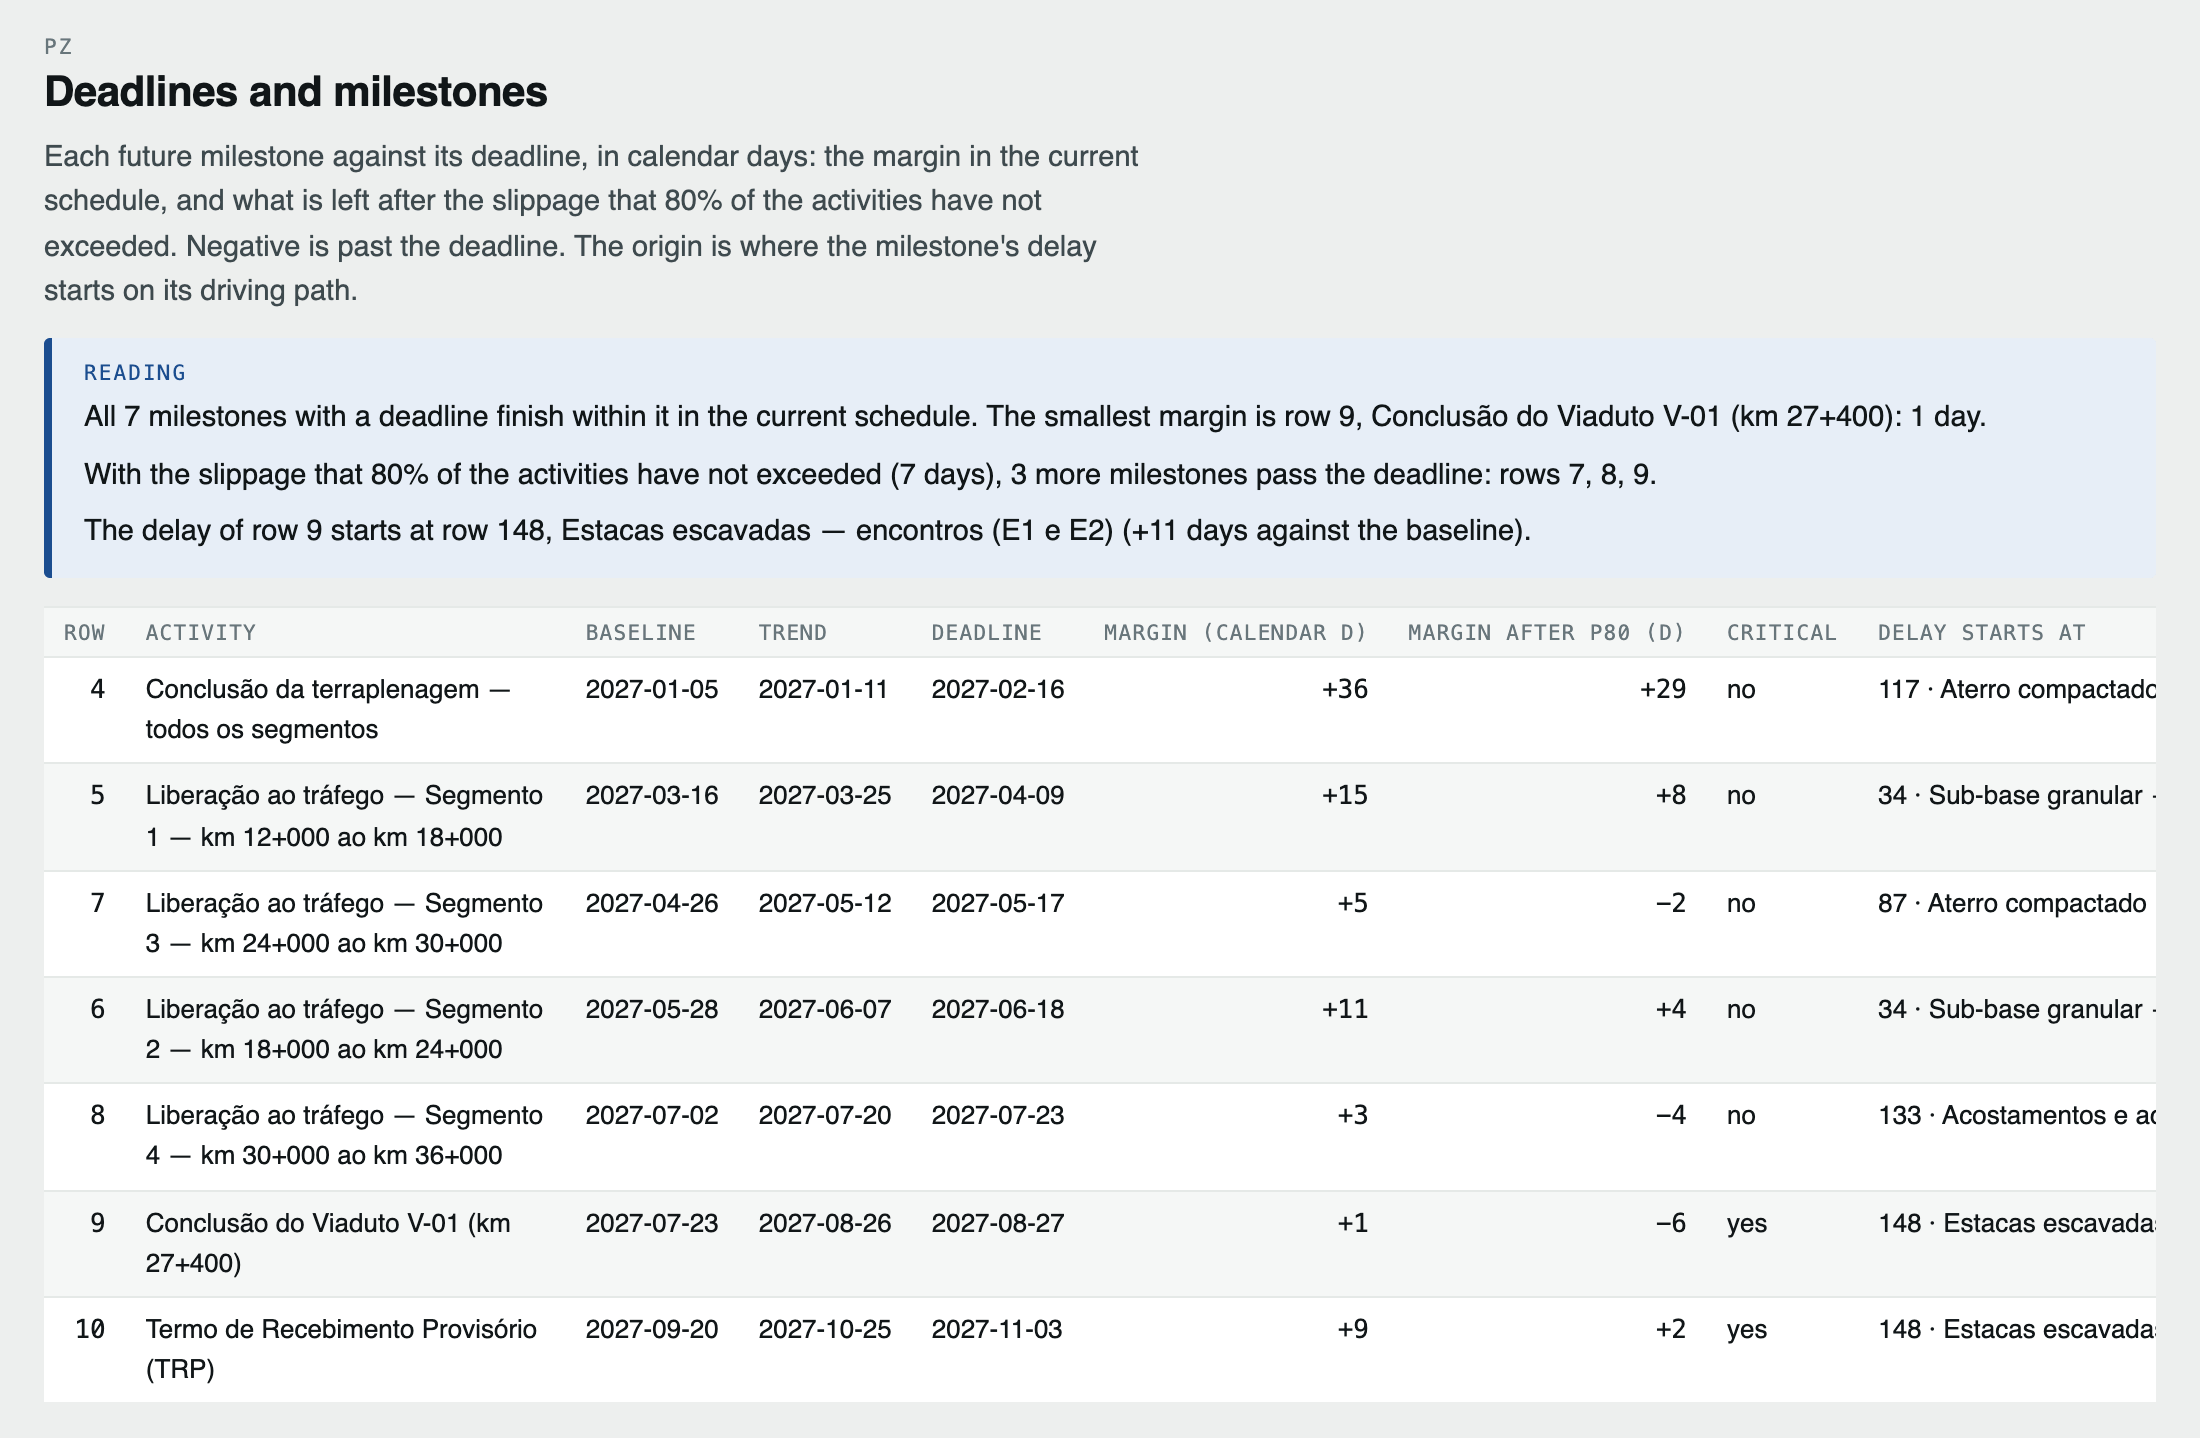 PZ
Deadlines and milestones
Each future milestone against its deadline, in calendar days: the margin in the current
schedule, and what is left after the slippage that 80% of the activities have not
exceeded. Negative is past the deadline. The origin is where the milestone's delay
starts on its driving path.
READING
All 7 milestones with a deadline finish within it in the current schedule. The smallest margin is row 9, Conclusão do Viaduto V-01 (km 27+400): 1 day.
With the slippage that 80% of the activities have not exceeded (7 days), 3 more milestones pass the deadline: rows 7, 8, 9.
The delay of row 9 starts at row 148, Estacas escavadas — encontros (E1 e E2) (+11 days against the baseline).
ROW ACTIVITY BASELINE TREND DEADLINE MARGIN (CALENDAR D) MARGIN AFTER P80 (D) CRITICAL DELAY STARTS AT
4 Conclusão da terraplenagem — 2027-01-05 2027-01-11 2027-02-16 +36 +29 no 117 · Aterro compactado
todos os segmentos
5 Liberação ao tráfego — Segmento 2027-03-16 2027-03-25 2027-04-09 +15 +8 no 34 · Sub-base granular
1 — km 12+000 ao km 18+000
7 Liberação ao tráfego — Segmento 2027-04-26 2027-05-12 2027-05-17 +5 −2 no 87 · Aterro compactado
3 — km 24+000 ao km 30+000
6 Liberação ao tráfego — Segmento 2027-05-28 2027-06-07 2027-06-18 +11 +4 no 34 · Sub-base granular
2 — km 18+000 ao km 24+000
8 Liberação ao tráfego — Segmento 2027-07-02 2027-07-20 2027-07-23 +3 −4 no 133 · Acostamentos e
4 — km 30+000 ao km 36+000
9 Conclusão do Viaduto V-01 (km 2027-07-23 2027-08-26 2027-08-27 +1 −6 yes 148 · Estacas escavadas
27+400)
10 Termo de Recebimento Provisório 2027-09-20 2027-10-25 2027-11-03 +9 +2 yes 148 · Estacas escavadas
(TRP)